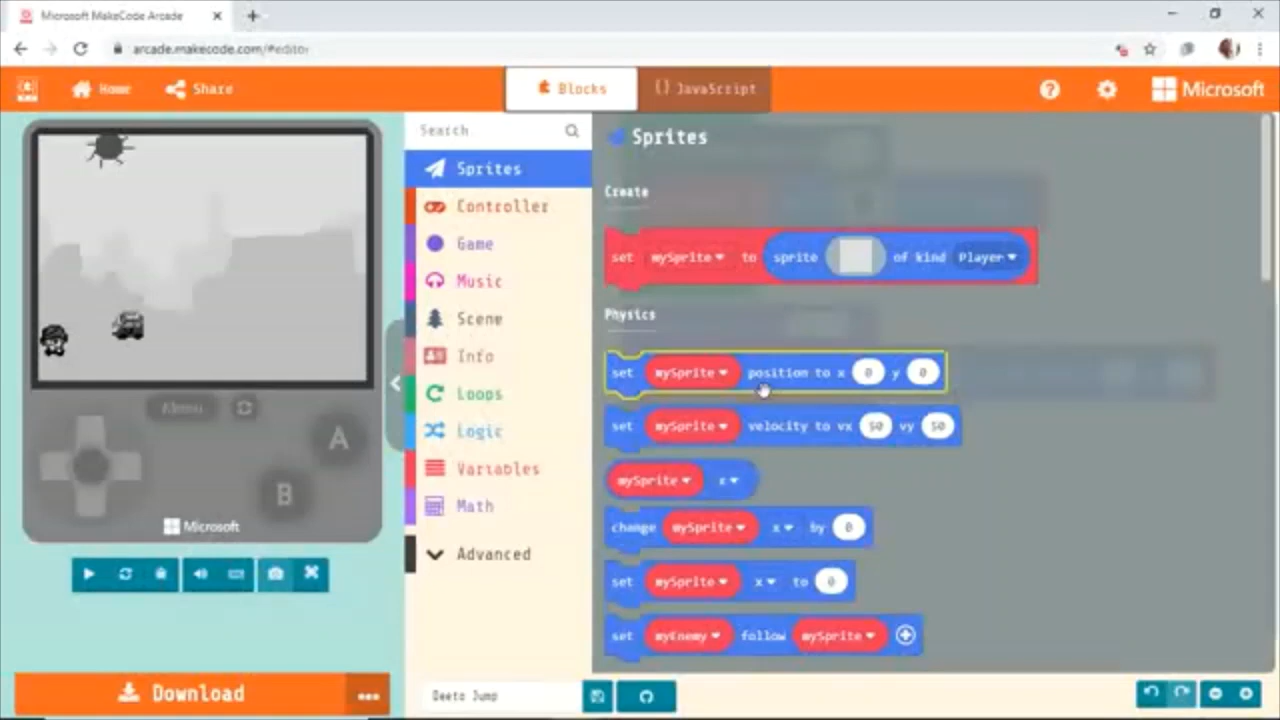 Microsoft MakeCode Arcade
arcade.makecode.com/#editor
Home
Share
Blocks
{} JavaScript
Microsoft
Search
Sprites
Controller
Game
Music
Scene
Info
Loops
Logic
Variables
Math
Advanced
Sprites
Create
set mySprite to sprite of kind Player
Physics
set mySprite position to x 0 y 0
set mySprite velocity to vx 50 vy 50
mySprite x
change mySprite x by 0
set mySprite x to 0
set myEnemy follow mySprite
Menu
A
B
Microsoft
Download
Deeto Jump